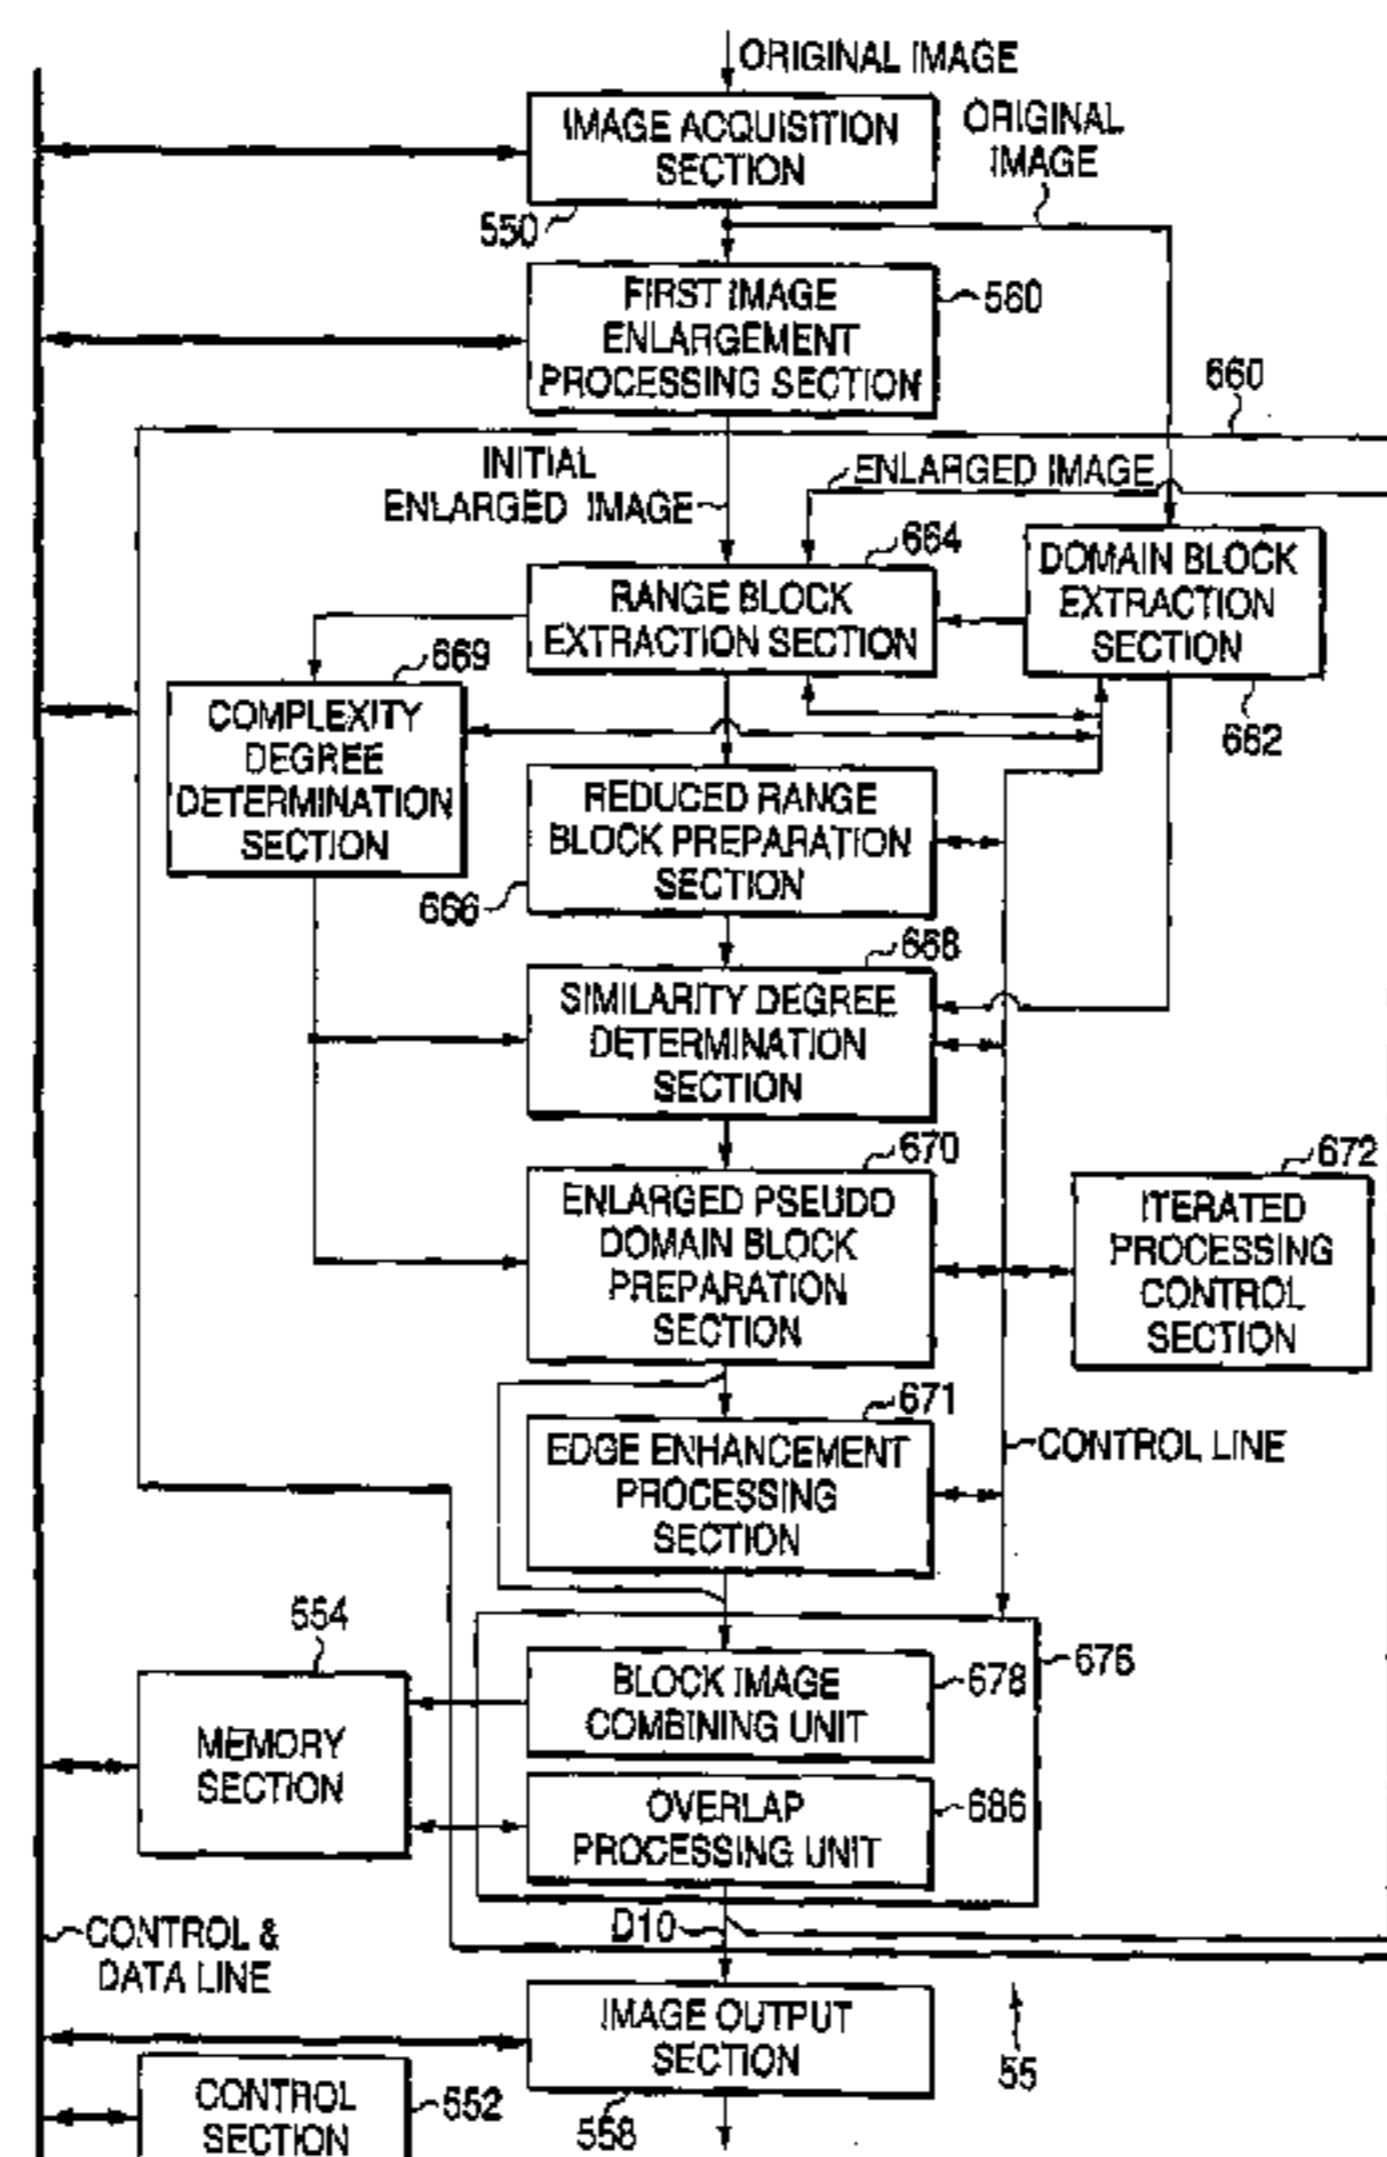 ORIGINAL IMAGE
IMAGE ACQUISITION
SECTION
550
ORIGINAL
IMAGE
FIRST IMAGE
ENLARGEMENT
PROCESSING SECTION
560
660
INITIAL
ENLARGED IMAGE
ENLARGED IMAGE
664
RANGE BLOCK
EXTRACTION SECTION
DOMAIN BLOCK
EXTRACTION
SECTION
662
669
COMPLEXITY
DEGREE
DETERMINATION
SECTION
REDUCED RANGE
BLOCK PREPARATION
SECTION
666
668
SIMILARITY DEGREE
DETERMINATION
SECTION
670
ENLARGED PSEUDO
DOMAIN BLOCK
PREPARATION
SECTION
672
ITERATED
PROCESSING
CONTROL
SECTION
671
EDGE ENHANCEMENT
PROCESSING
SECTION
CONTROL LINE
554
MEMORY
SECTION
676
BLOCK IMAGE
COMBINING UNIT
678
OVERLAP
PROCESSING UNIT
686
D10
CONTROL &
DATA LINE
IMAGE OUTPUT
SECTION
558
55
CONTROL
SECTION
552